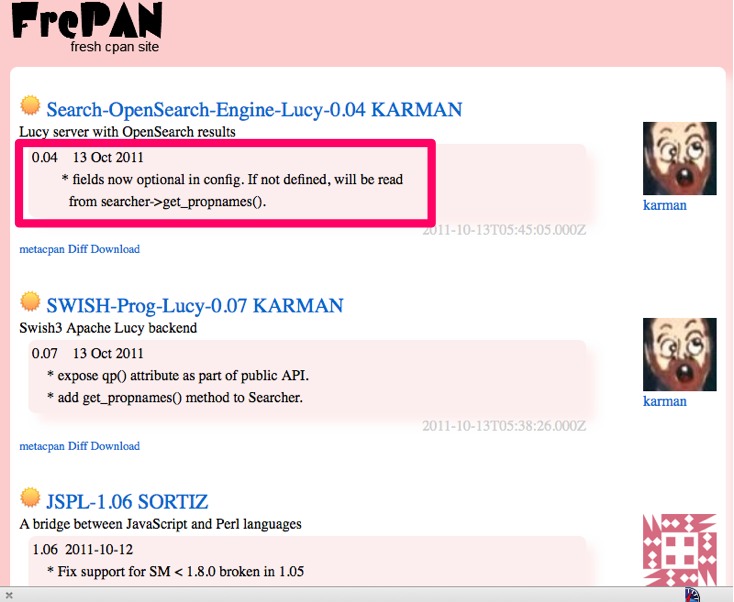 FrePAN
fresh cpan site
Search-OpenSearch-Engine-Lucy-0.04 KARMAN
Lucy server with OpenSearch results
0.04 13 Oct 2011
* fields now optional in config. If not defined, will be read
from searcher->get_propnames().
karman
2011-10-13T05:45:05.000Z
metacpan Diff Download
SWISH-Prog-Lucy-0.07 KARMAN
Swish3 Apache Lucy backend
0.07 13 Oct 2011
* expose qp() attribute as part of public API.
* add get_propnames() method to Searcher.
karman
2011-10-13T05:38:26.000Z
metacpan Diff Download
JSPL-1.06 SORTIZ
A bridge between JavaScript and Perl languages
1.06 2011-10-12
* Fix support for SM < 1.8.0 broken in 1.05